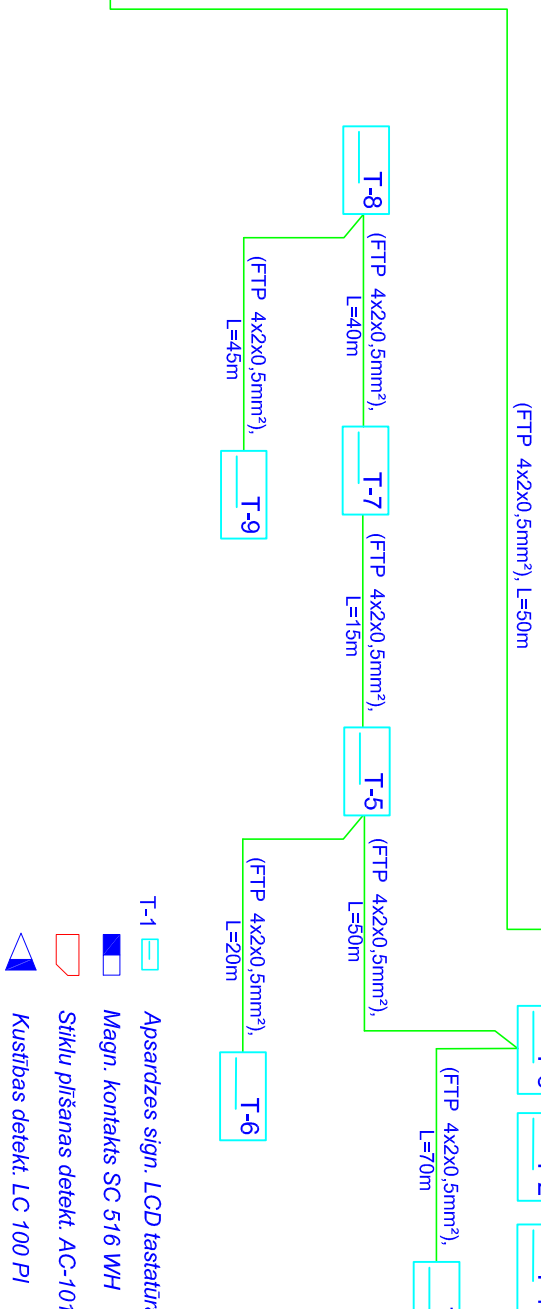 (FTP 4x2x0,5mm²), L=50m
T-8
(FTP 4x2x0,5mm²),
L=40m
T-7
(FTP 4x2x0,5mm²),
L=15m
T-5
(FTP 4x2x0,5mm²),
L=50m
(FTP 4x2x0,5mm²),
L=70m
(FTP 4x2x0,5mm²),
L=45m
T-9
(FTP 4x2x0,5mm²),
L=20m
T-6
T-1 Apsardzes sign. LCD tastatūra
Magn. kontakts SC 516 WH
Stiklu plīšanas detekt. AC-101
Kustības detekt. LC 100 PI